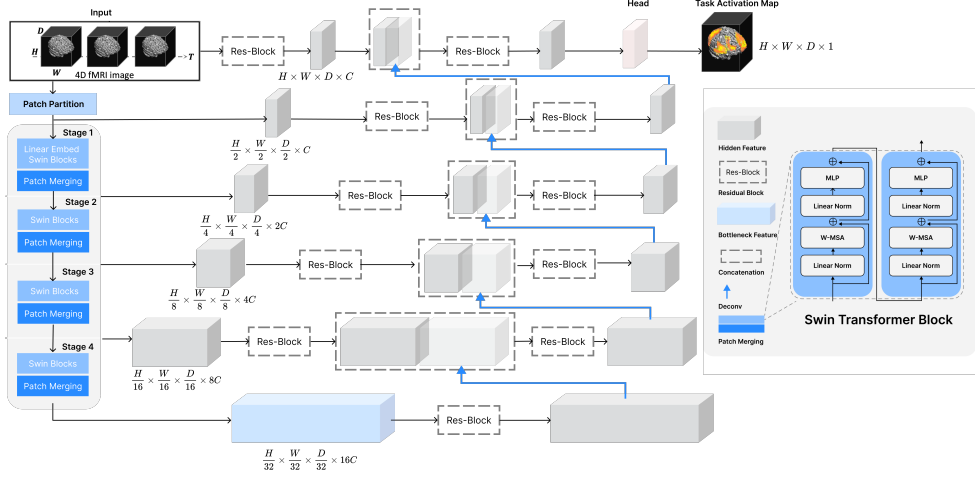 Input
Head
Task Activation Map
D
H
W
T
4D fMRI image
Res-Block
Res-Block
H × W × D × C
H × W × D × 1
Patch Partition
Res-Block
Res-Block
H/2 × W/2 × D/2 × C
Stage 1
Linear Embed
Swin Blocks
Patch Merging
Res-Block
Res-Block
H/4 × W/4 × D/4 × 2C
Stage 2
Swin Blocks
Patch Merging
Res-Block
Res-Block
H/8 × W/8 × D/8 × 4C
Stage 3
Swin Blocks
Patch Merging
Res-Block
Res-Block
H/16 × W/16 × D/16 × 8C
Stage 4
Swin Blocks
Patch Merging
Res-Block
H/32 × W/32 × D/32 × 16C
Hidden Feature
Res-Block
Residual Block
Bottleneck Feature
Concatenation
Deconv
Patch Merging
MLP
Linear Norm
W-MSA
Linear Norm
MLP
Linear Norm
W-MSA
Linear Norm
Swin Transformer Block